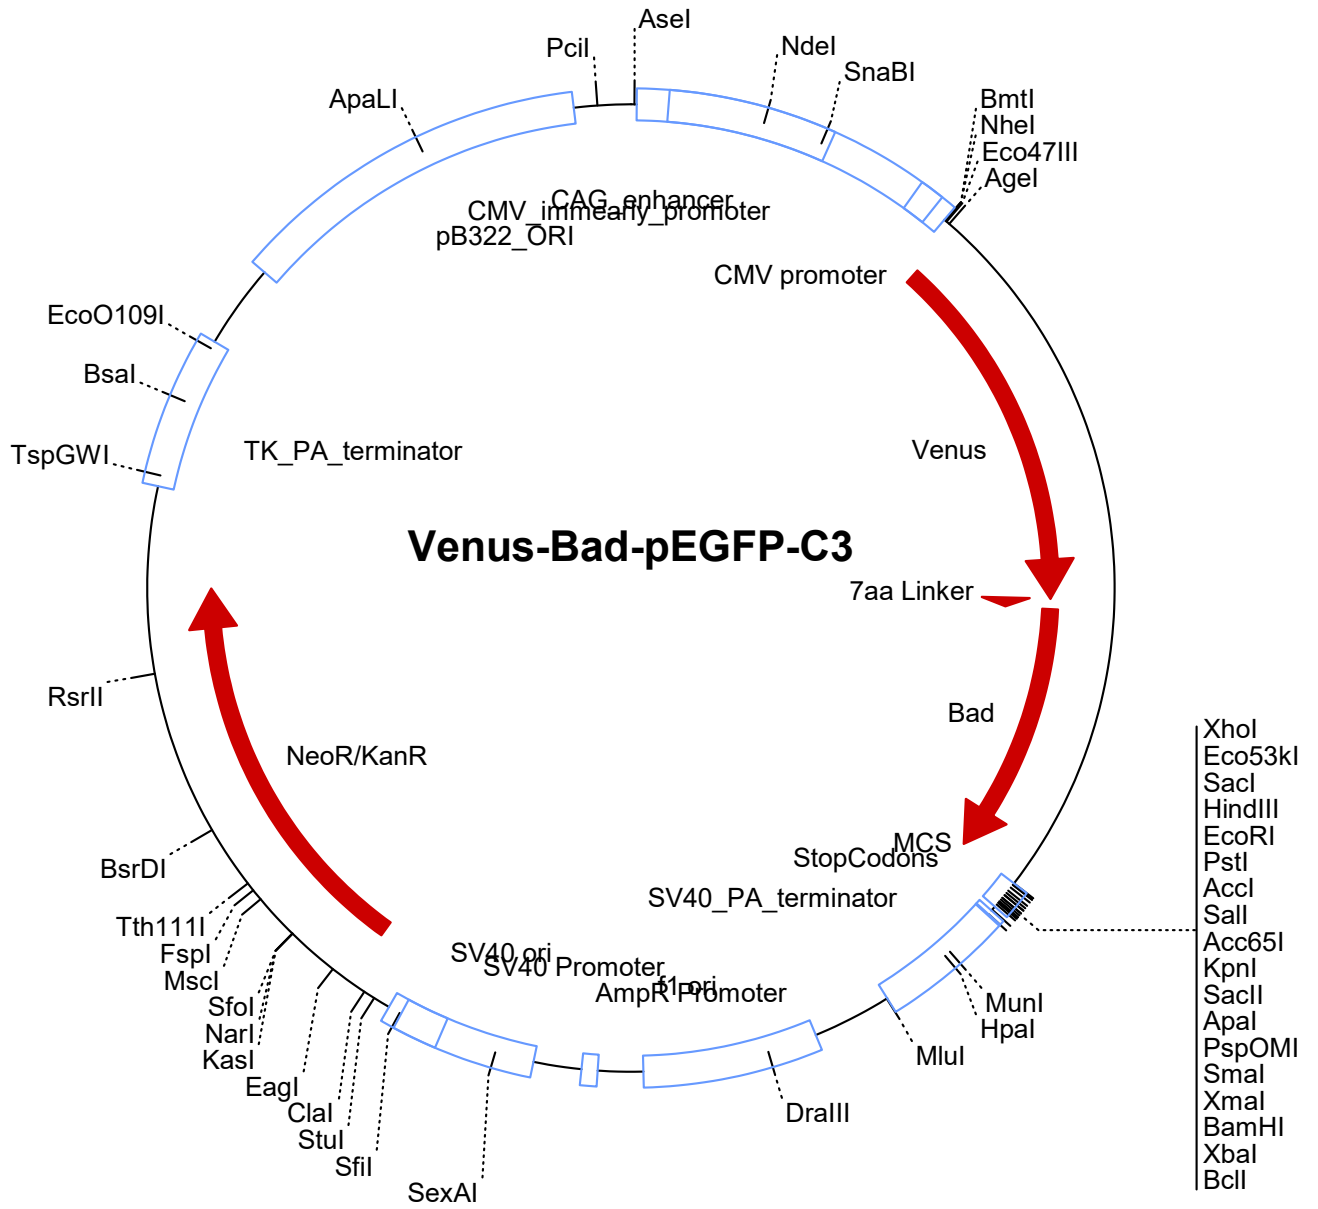 AseI
PciI
NdeI
SnaBI
ApaLI
BmtI
NheI
Eco47III
AgeI
CAG_enhancer
CMV_immearly_promoter
pB322_ORI
CMV promoter
EcoO109I
BsaI
TspGWI
TK_PA_terminator
Venus
Venus-Bad-pEGFP-C3
7aa Linker
RsrII
Bad
NeoR/KanR
XhoI
Eco53kI
SacI
HindIII
EcoRI
PstI
AccI
SalI
Acc65I
KpnI
SacII
ApaI
PspOMI
SmaI
XmaI
BamHI
XbaI
BclI
MCS
StopCodons
SV40_PA_terminator
BsrDI
Tth111I
FspI
MscI
SfoI
NarI
KasI
EagI
ClaI
StuI
SfiI
SexAI
SV40 ori
SV40 Promoter
f1 ori
AmpR Promoter
MunI
HpaI
MluI
DraIII